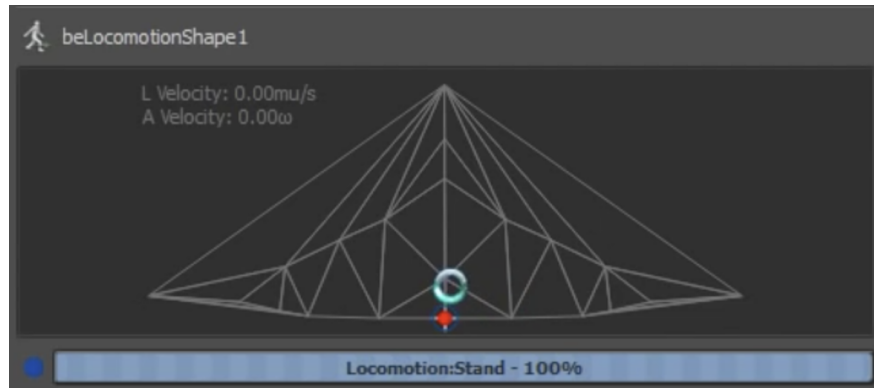 beLocomotionShape1
L Velocity: 0.00mu/s
A Velocity: 0.00ω
Locomotion:Stand - 100%